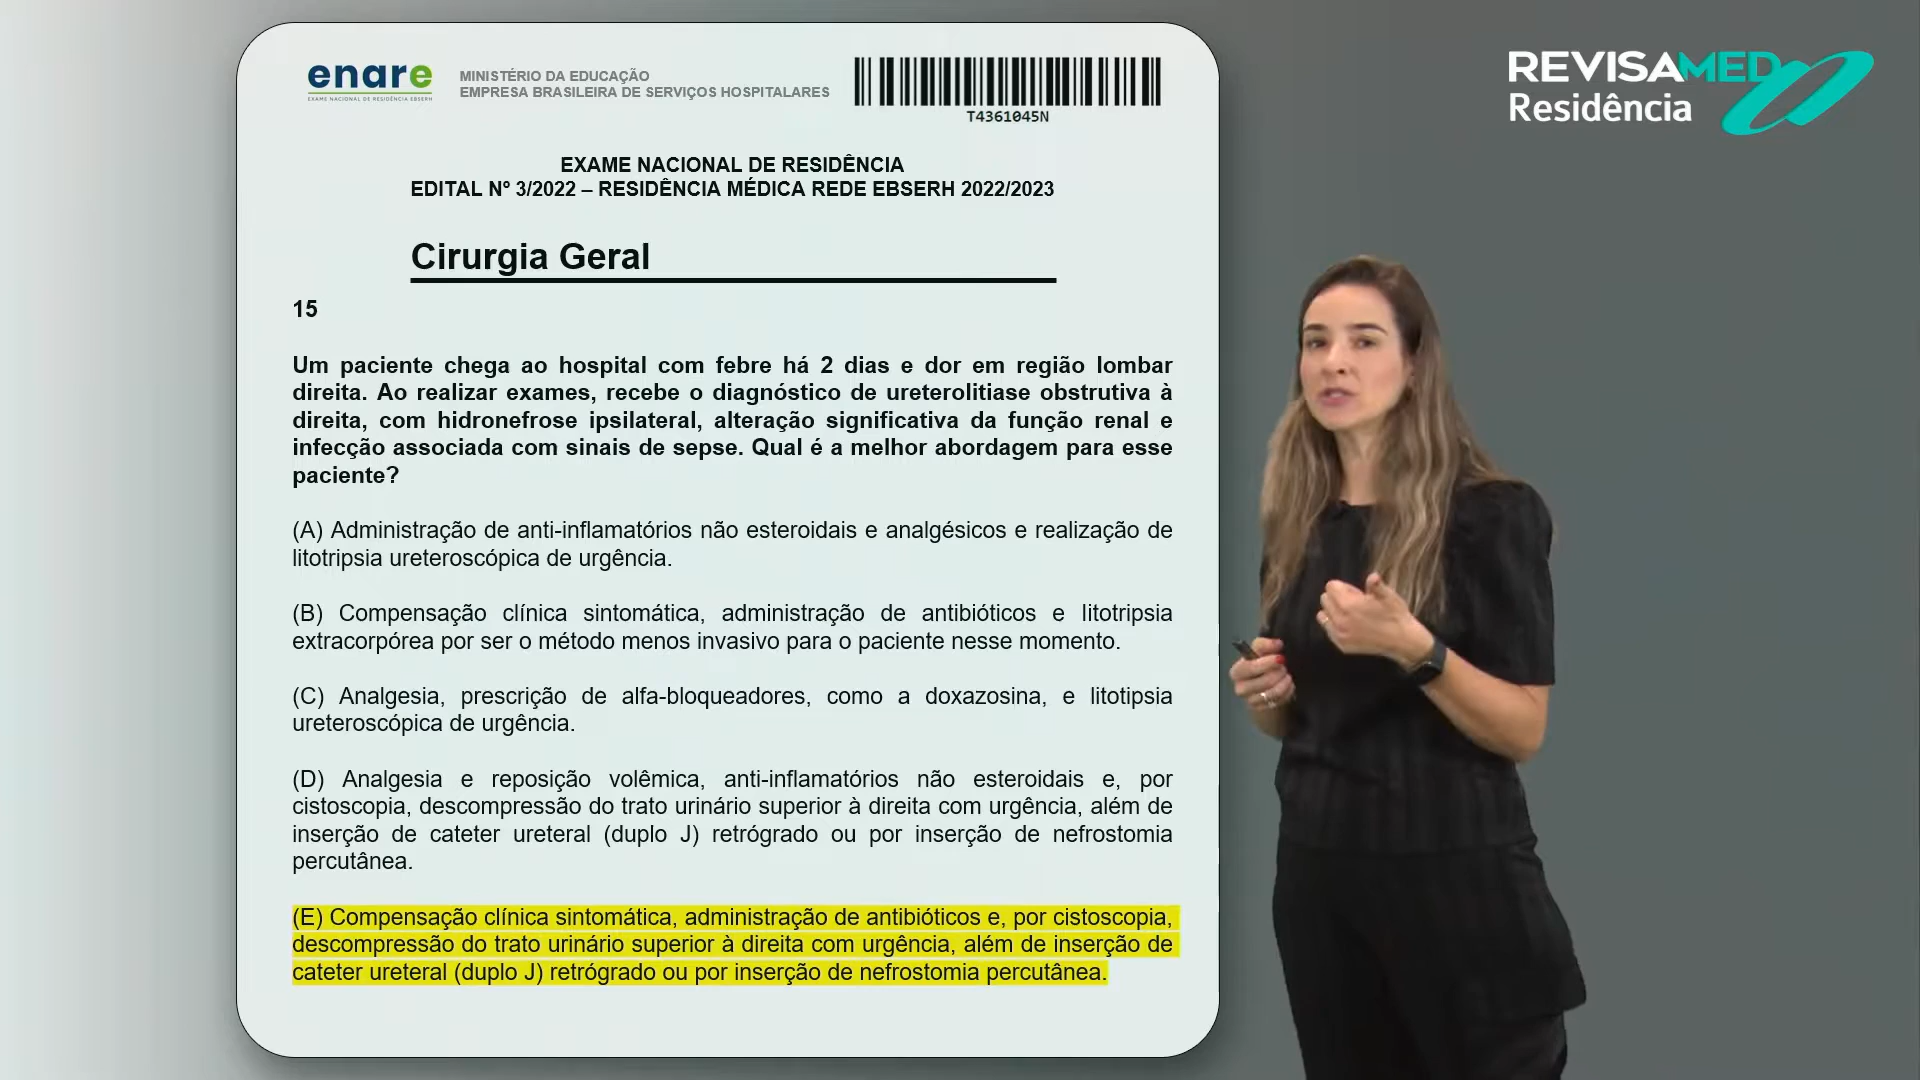 enare
EXAME NACIONAL DE RESIDÊNCIA EBSERH
MINISTÉRIO DA EDUCAÇÃO
EMPRESA BRASILEIRA DE SERVIÇOS HOSPITALARES
T4361045N
REVISAMED
Residência
EXAME NACIONAL DE RESIDÊNCIA
EDITAL Nº 3/2022 – RESIDÊNCIA MÉDICA REDE EBSERH 2022/2023
Cirurgia Geral
15
Um paciente chega ao hospital com febre há 2 dias e dor em região lombar
direita. Ao realizar exames, recebe o diagnóstico de ureterolitiase obstrutiva à
direita, com hidronefrose ipsilateral, alteração significativa da função renal e
infecção associada com sinais de sepse. Qual é a melhor abordagem para esse
paciente?
(A) Administração de anti-inflamatórios não esteroidais e analgésicos e realização de
litotripsia ureteroscópica de urgência.
(B) Compensação clínica sintomática, administração de antibióticos e litotripsia
extracorpórea por ser o método menos invasivo para o paciente nesse momento.
(C) Analgesia, prescrição de alfa-bloqueadores, como a doxazosina, e litotipsia
ureteroscópica de urgência.
(D) Analgesia e reposição volêmica, anti-inflamatórios não esteroidais e, por
cistoscopia, descompressão do trato urinário superior à direita com urgência, além de
inserção de cateter ureteral (duplo J) retrógrado ou por inserção de nefrostomia
percutânea.
(E) Compensação clínica sintomática, administração de antibióticos e, por cistoscopia,
descompressão do trato urinário superior à direita com urgência, além de inserção de
cateter ureteral (duplo J) retrógrado ou por inserção de nefrostomia percutânea.